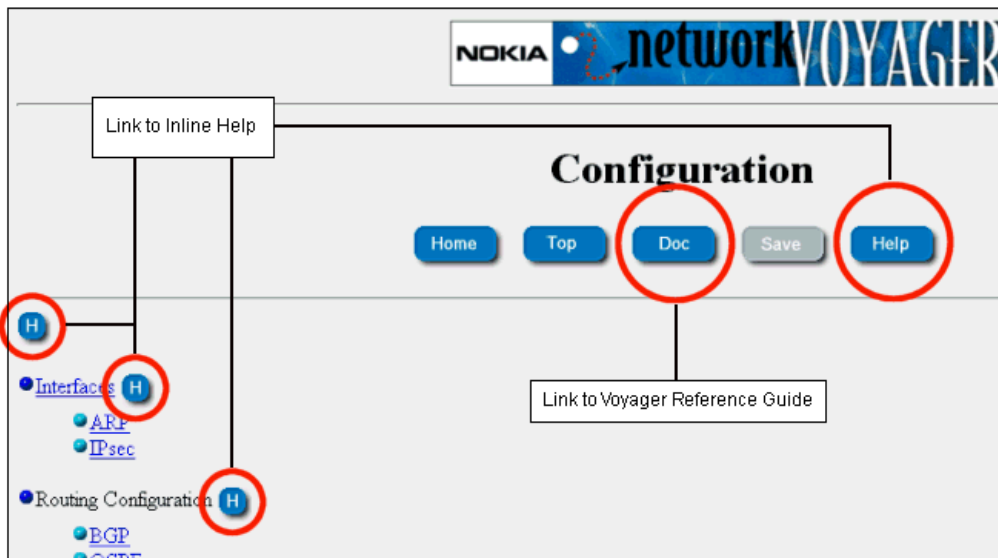 NOKIA network VOYAGER
Link to Inline Help
Configuration
Home Top Doc Save Help
H
Interfaces H
ARP
IPsec
Link to Voyager Reference Guide
Routing Configuration H
BGP
OSPF